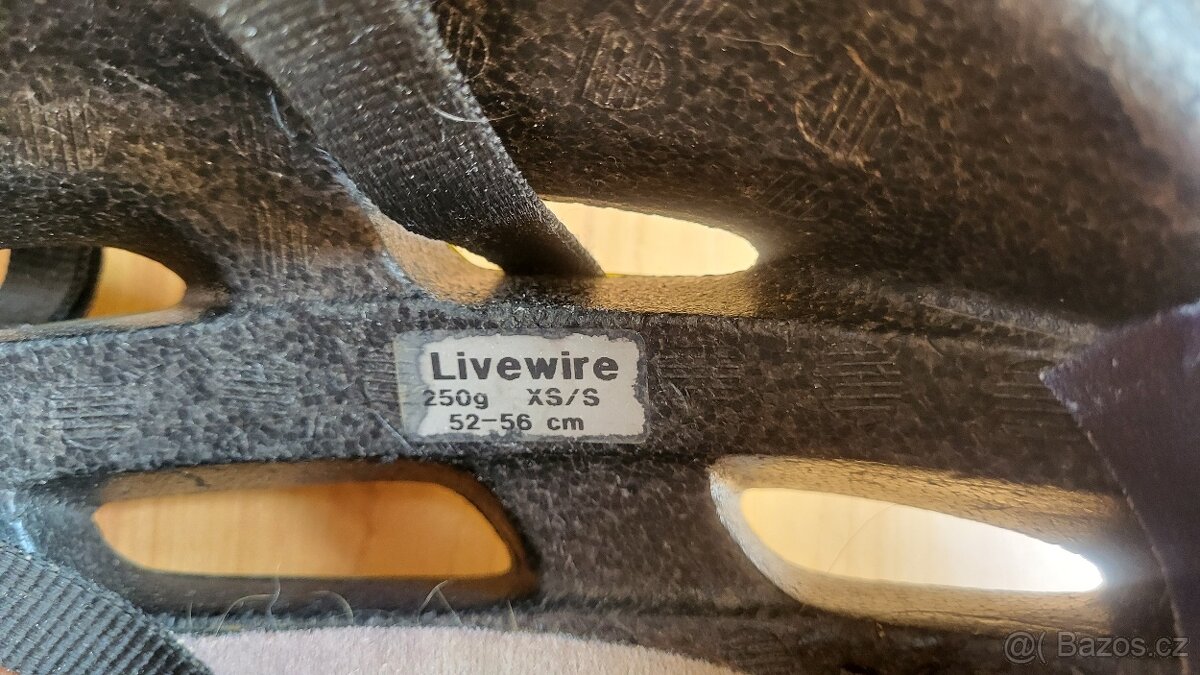 Livewire
250g XS/S
52-56 cm
@( Bazos.cz